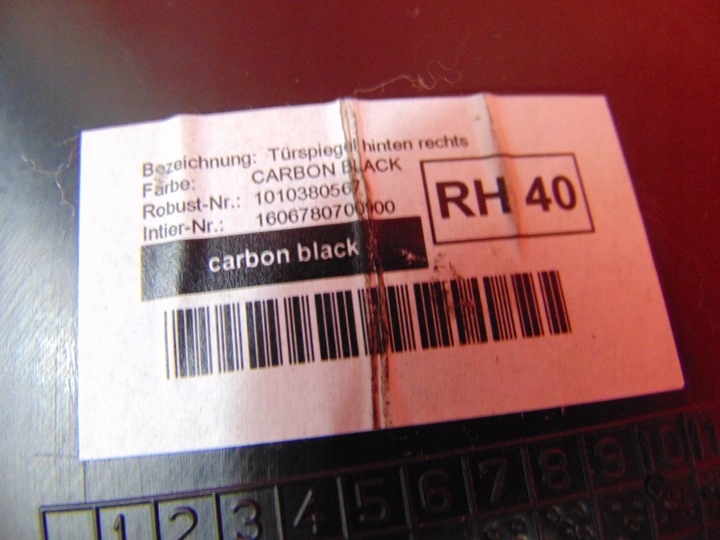 Bezeichnung: Türspiegel hinten rechts
Farbe: CARBON BLACK
Robust-Nr.: 1010380567
Intier-Nr.: 1606780700000
RH 40
carbon black
1 2 3 4 5 6 7 8 9 10